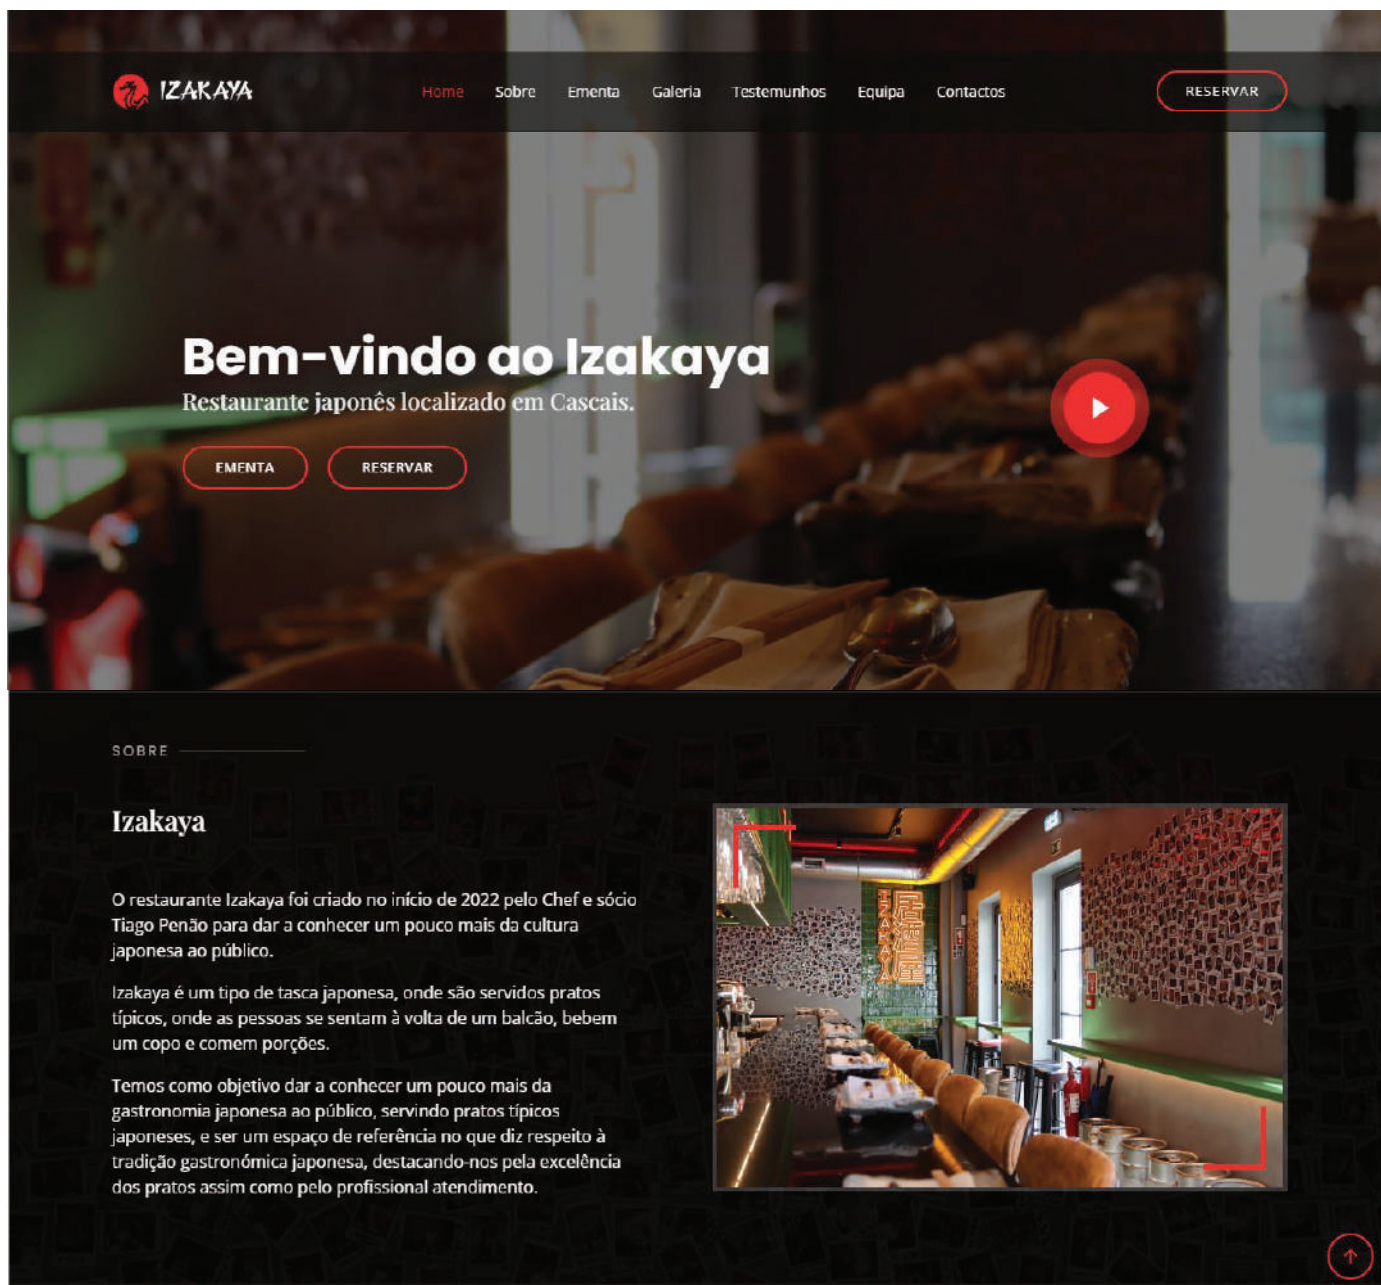 IZAKAYA
Home Sobre Ementa Galeria Testemunhos Equipa Contactos
RESERVAR
Bem-vindo ao Izakaya
Restaurante japonês localizado em Cascais.
EMENTA RESERVAR
SOBRE
Izakaya
O restaurante Izakaya foi criado no início de 2022 pelo Chef e sócio
Tiago Penão para dar a conhecer um pouco mais da cultura
japonesa ao público.
Izakaya é um tipo de tasca japonesa, onde são servidos pratos
típicos, onde as pessoas se sentam à volta de um balcão, bebem
um copo e comem porções.
Temos como objetivo dar a conhecer um pouco mais da
gastronomia japonesa ao público, servindo pratos típicos
japoneses, e ser um espaço de referência no que diz respeito à
tradição gastronómica japonesa, destacando-nos pela excelência
dos pratos assim como pelo profissional atendimento.
IZAKAYA
居酒屋